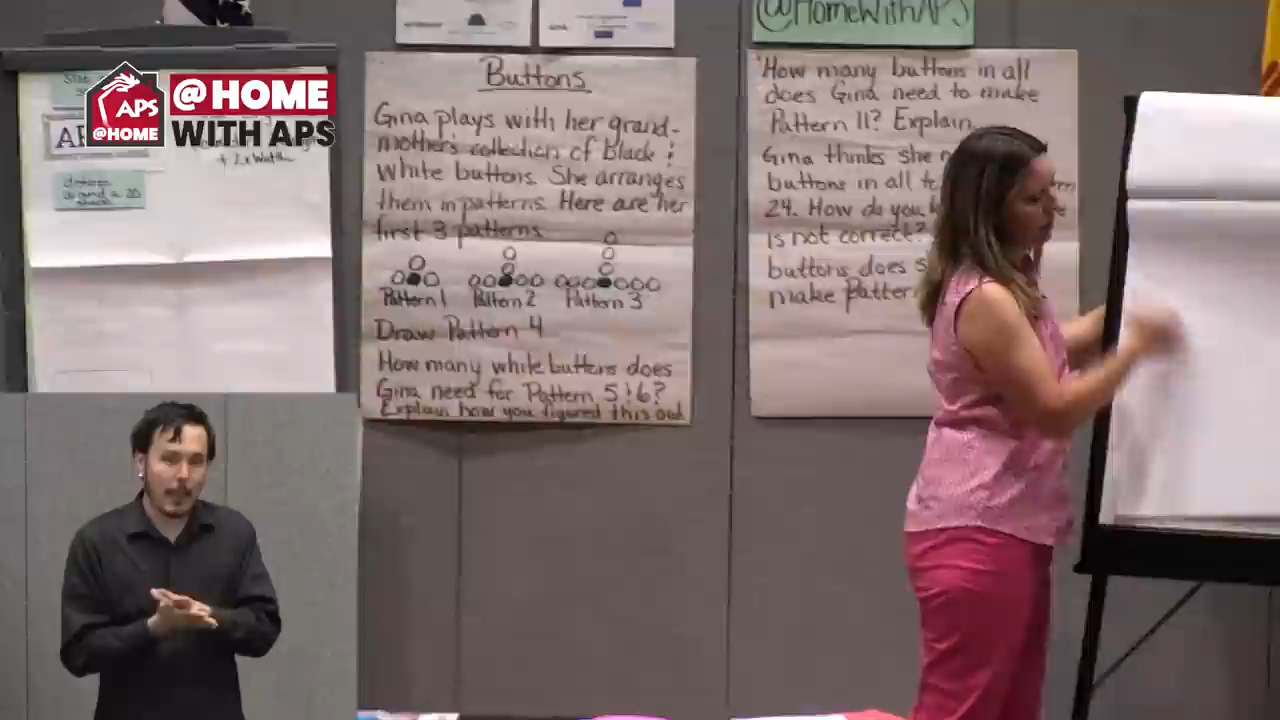 @HOME
WITH APS
APS
@HOME
@HomeWithAPS
Buttons
Gina plays with her grand-
mother's collection of black &
white buttons. She arranges
them in patterns. Here are her
first 3 patterns.
Pattern 1 Pattern 2 Pattern 3
Draw Pattern 4
How many white buttons does
Gina need for Pattern 5 & 6?
Explain how you figured this out
How many buttons in all
does Gina need to make
Pattern 11? Explain.
Gina thinks she
buttons in all
24. How do you
is not correct?
buttons does
make